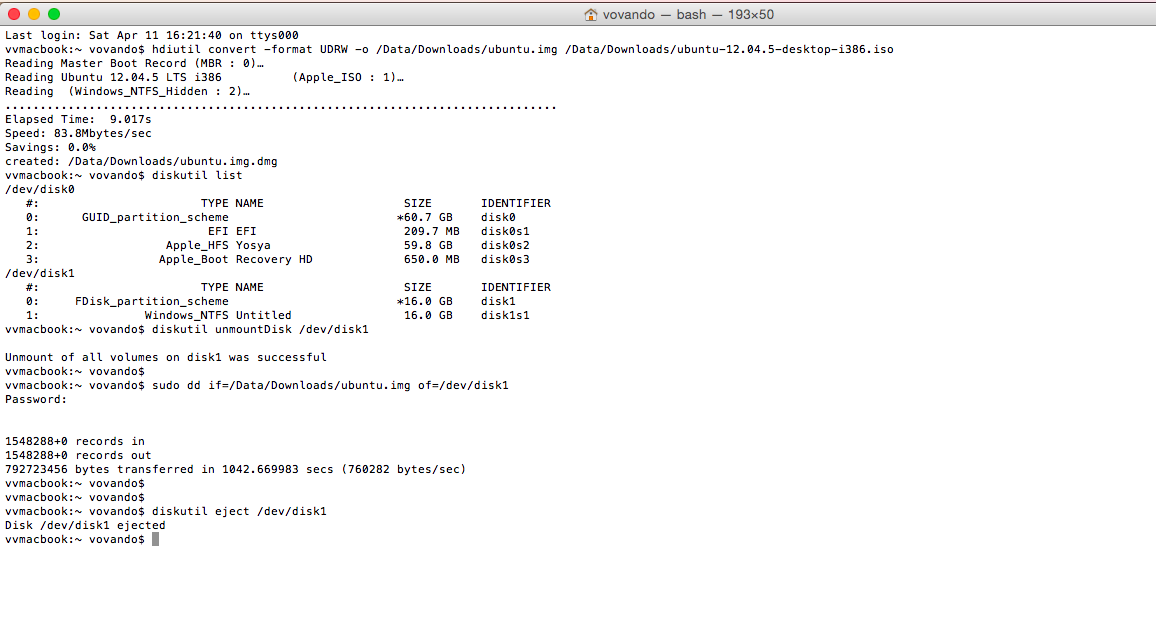 vovando — bash — 193×50
Last login: Sat Apr 11 16:21:40 on ttys000
vvmacbook:~ vovando$ hdiutil convert -format UDRW -o /Data/Downloads/ubuntu.img /Data/Downloads/ubuntu-12.04.5-desktop-i386.iso
Reading Master Boot Record (MBR : 0)…
Reading Ubuntu 12.04.5 LTS i386          (Apple_ISO : 1)…
Reading  (Windows_NTFS_Hidden : 2)…
...............................................................................
Elapsed Time:  9.017s
Speed: 83.8Mbytes/sec
Savings: 0.0%
created: /Data/Downloads/ubuntu.img.dmg
vvmacbook:~ vovando$ diskutil list
/dev/disk0
   #:                       TYPE NAME                    SIZE       IDENTIFIER
   0:      GUID_partition_scheme                        *60.7 GB    disk0
   1:                        EFI EFI                     209.7 MB   disk0s1
   2:                  Apple_HFS Yosya                   59.8 GB    disk0s2
   3:                 Apple_Boot Recovery HD             650.0 MB   disk0s3
/dev/disk1
   #:                       TYPE NAME                    SIZE       IDENTIFIER
   0:     FDisk_partition_scheme                        *16.0 GB    disk1
   1:               Windows_NTFS Untitled                16.0 GB    disk1s1
vvmacbook:~ vovando$ diskutil unmountDisk /dev/disk1
Unmount of all volumes on disk1 was successful
vvmacbook:~ vovando$
vvmacbook:~ vovando$ sudo dd if=/Data/Downloads/ubuntu.img of=/dev/disk1
Password:
1548288+0 records in
1548288+0 records out
792723456 bytes transferred in 1042.669983 secs (760282 bytes/sec)
vvmacbook:~ vovando$
vvmacbook:~ vovando$
vvmacbook:~ vovando$ diskutil eject /dev/disk1
Disk /dev/disk1 ejected
vvmacbook:~ vovando$